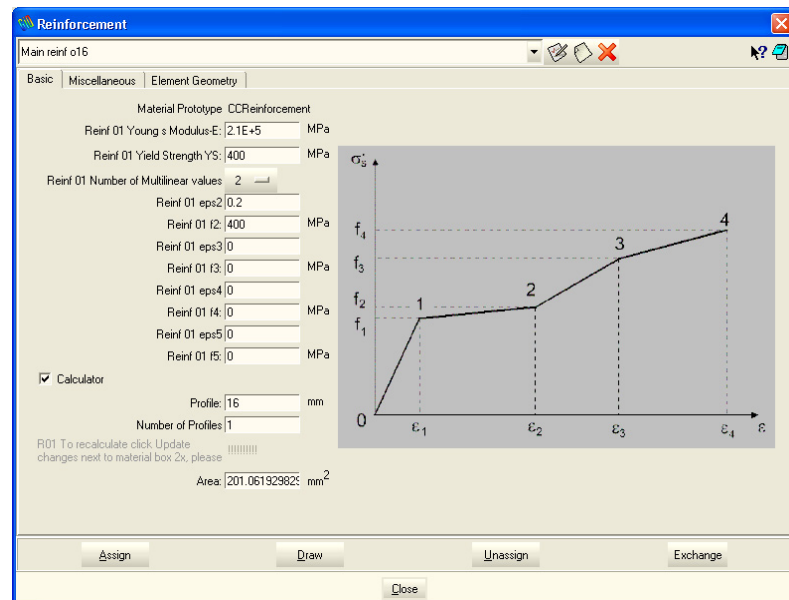 Reinforcement
Main reinf o16
Basic Miscellaneous Element Geometry
Material Prototype CCReinforcement
Reinf 01 Young s Modulus-E: 2.1E+5 MPa
Reinf 01 Yield Strength YS: 400 MPa
Reinf 01 Number of Multilinear values 2
Reinf 01 eps2 0.2
Reinf 01 f2: 400 MPa
Reinf 01 eps3 0
Reinf 01 f3: 0 MPa
Reinf 01 eps4 0
Reinf 01 f4: 0 MPa
Reinf 01 eps5 0
Reinf 01 f5: 0 MPa
Calculator
Profile: 16 mm
Number of Profiles 1
R01 To recalculate click Update
changes next to material box 2x, please !!!!!!!!!!
Area: 201.061929829 mm2
σs
f4
f3
f2
f1
1
2
3
4
0
ε1 ε2 ε3 ε4 ε
Assign Draw Unassign Exchange
Close